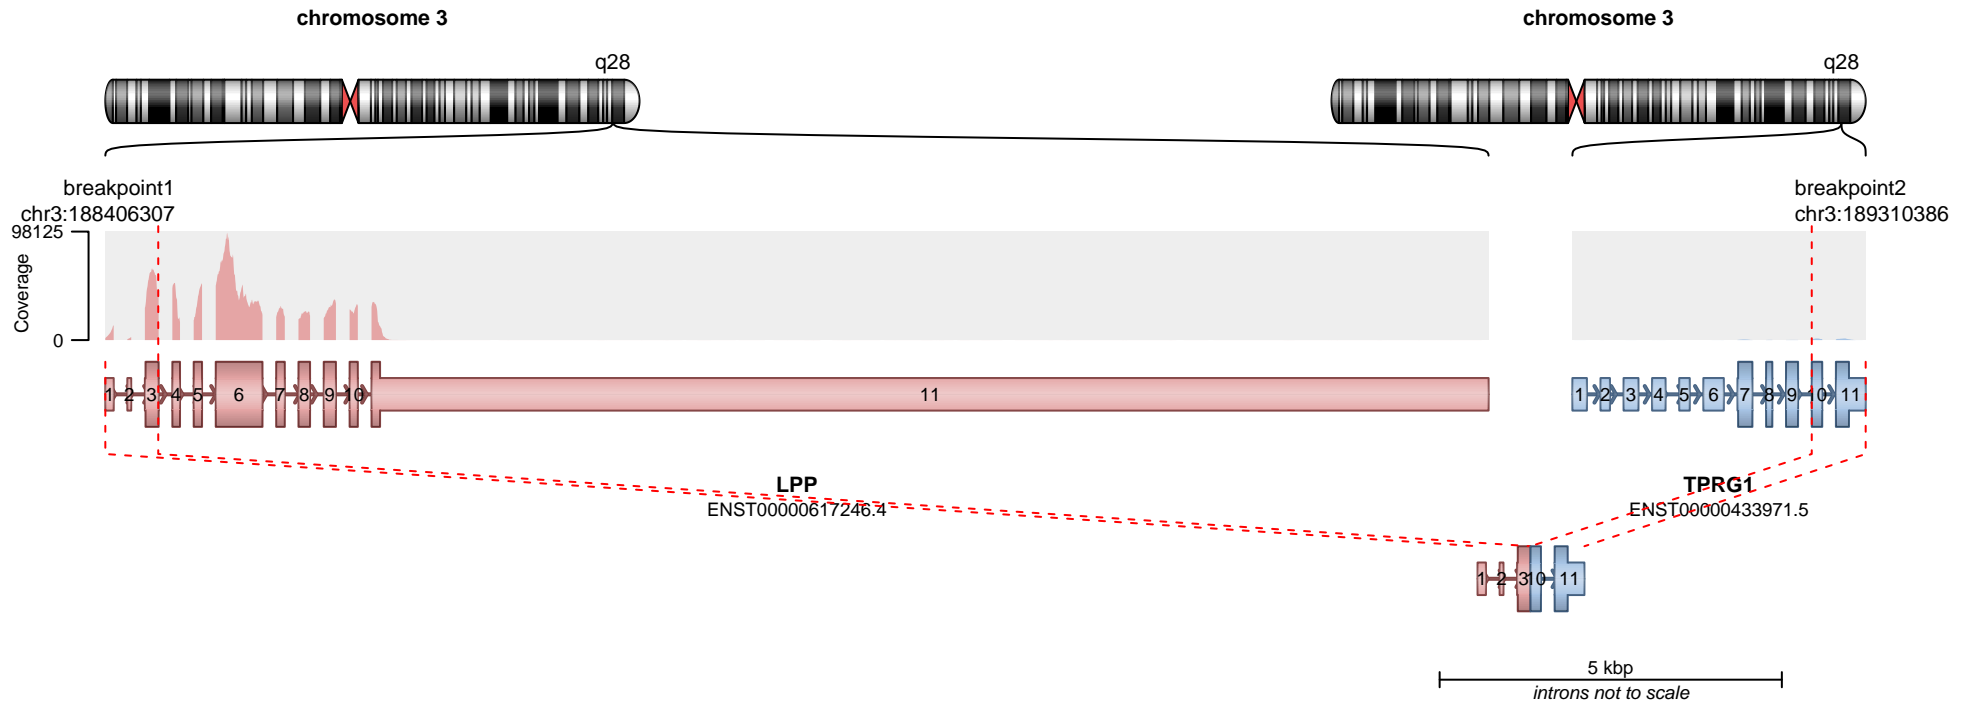 chromosome 3
chromosome 3
q28
q28
breakpoint1
chr3:188406307
breakpoint2
chr3:189310386
98125
Coverage
0
1 2 3 4 5 6 7 8 9 10 11
1 2 3 4 5 6 7 8 9 10 11
LPP
ENST00000617246.4
TPRG1
ENST00000433971.5
1 2 3 10 11
5 kbp
introns not to scale